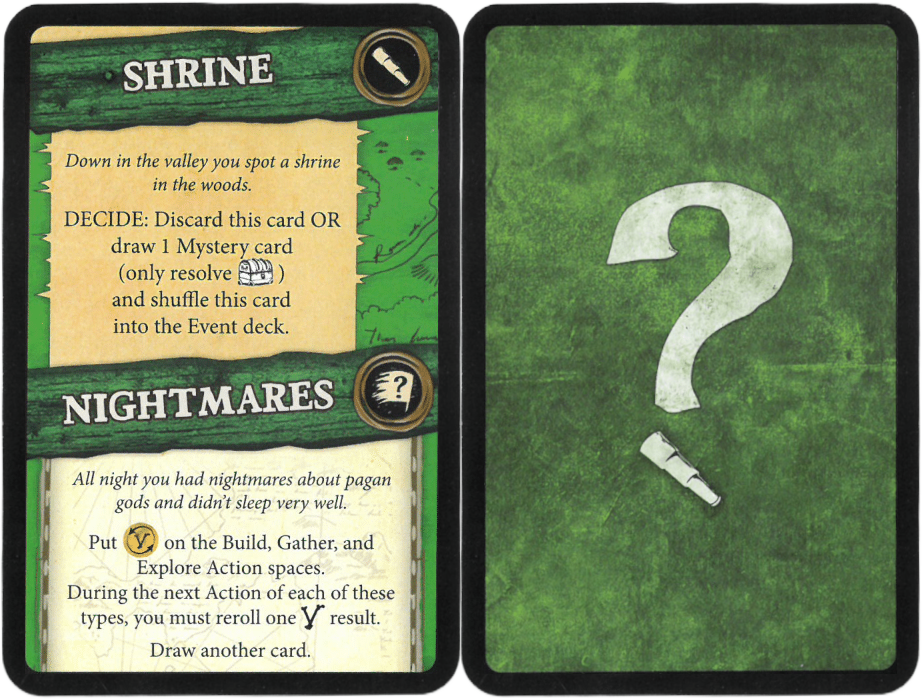 SHRINE
Down in the valley you spot a shrine
in the woods.
DECIDE: Discard this card OR
draw 1 Mystery card
(only resolve )
and shuffle this card
into the Event deck.
NIGHTMARES
?
All night you had nightmares about pagan
gods and didn't sleep very well.
Put on the Build, Gather, and
Explore Action spaces.
During the next Action of each of these
types, you must reroll one result.
Draw another card.
?